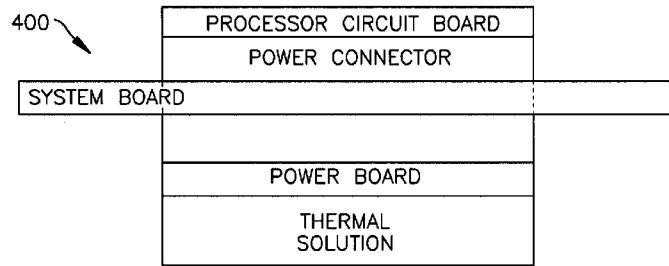 400
PROCESSOR CIRCUIT BOARD
POWER CONNECTOR
SYSTEM BOARD
POWER BOARD
THERMAL
SOLUTION